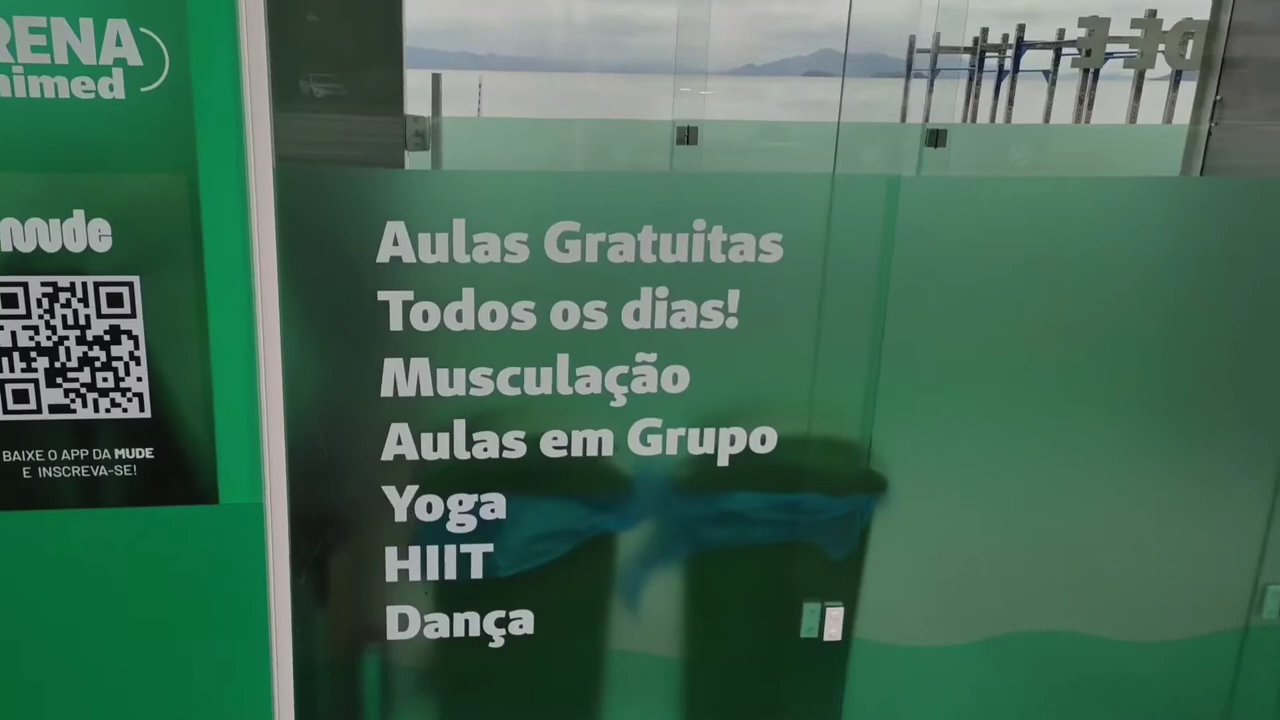 RENA
nimed
mude
BAIXE O APP DA MUDE
E INSCREVA-SE!
Aulas Gratuitas
Todos os dias!
Musculação
Aulas em Grupo
Yoga
HIIT
Dança